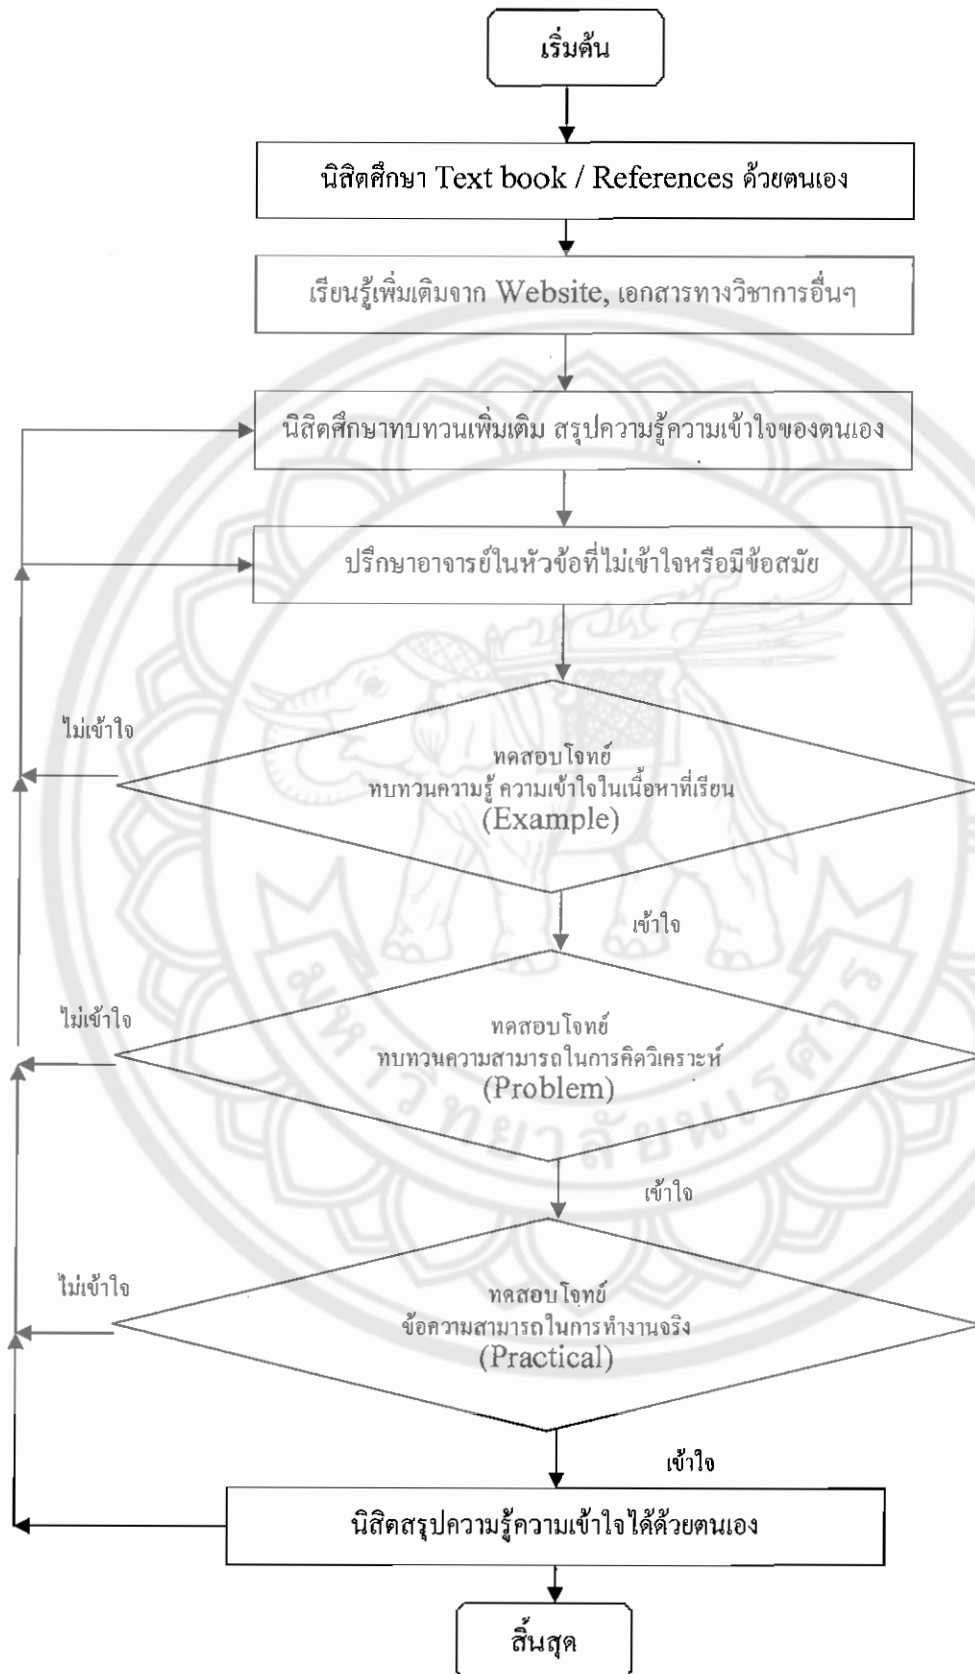 เริ่มต้น
นิสิตศึกษา Text book / References ด้วยตนเอง
เรียนรู้เพิ่มเติมจาก Website, เอกสารทางวิชาการอื่นๆ
นิสิตศึกษาทบทวนเพิ่มเติม สรุปความรู้ความเข้าใจของตนเอง
ปรึกษาอาจารย์ในหัวข้อที่ไม่เข้าใจหรือมีข้อสมัย
ไม่เข้าใจ
ทดสอบโจทย์
ทบทวนความรู้ ความเข้าใจในเนื้อหาที่เรียน
(Example)
เข้าใจ
ไม่เข้าใจ
ทดสอบโจทย์
ทบทวนความสามารถในการคิดวิเคราะห์
(Problem)
มหาวิทยาลัยนเรศวร
เข้าใจ
ไม่เข้าใจ
ทดสอบโจทย์
ข้อความสามารถในการทำงานจริง
(Practical)
เข้าใจ
นิสิตสรุปความรู้ความเข้าใจได้ด้วยตนเอง
สิ้นสุด